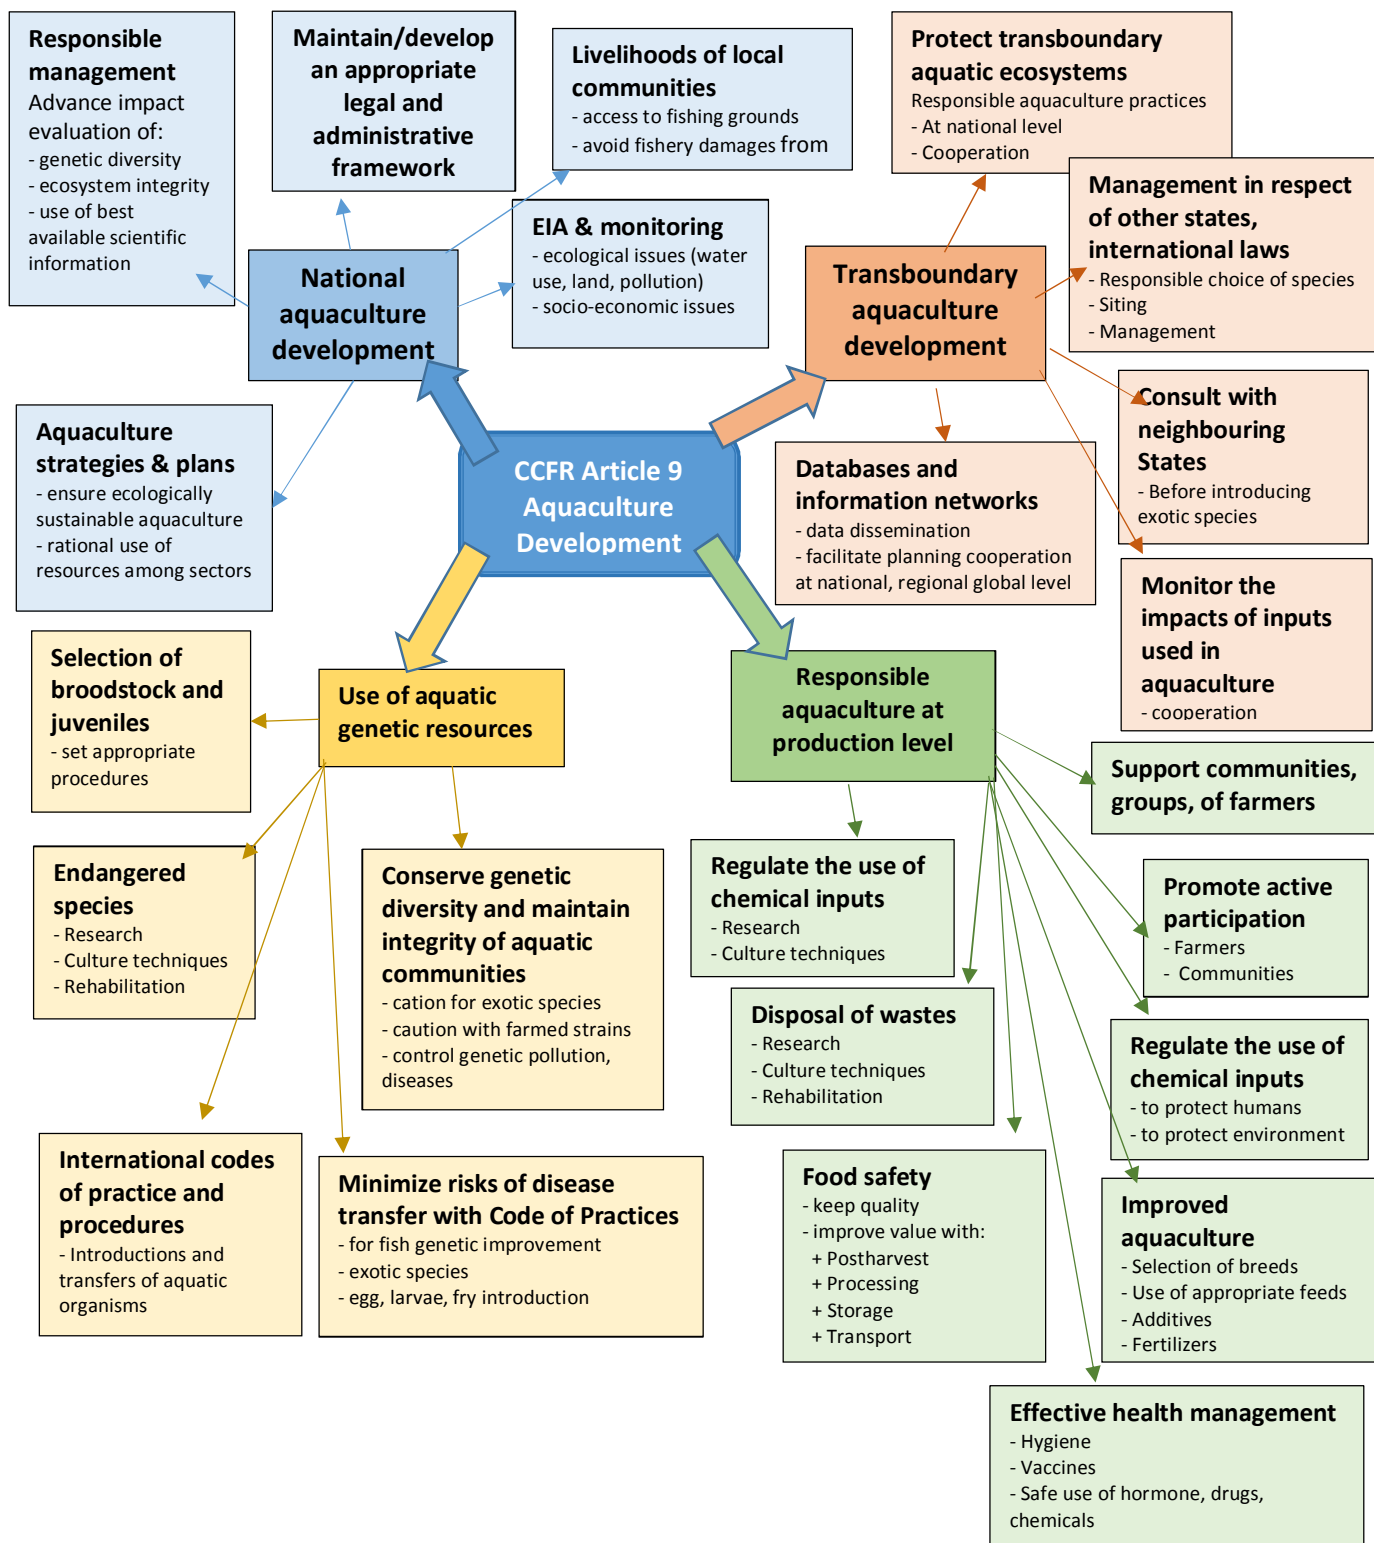 Responsible
management
Advance impact
evaluation of:
- genetic diversity
- ecosystem integrity
- use of best
available scientific
information
Maintain/develop
an appropriate
legal and
administrative
framework
Livelihoods of local
communities
- access to fishing grounds
- avoid fishery damages from
EIA & monitoring
- ecological issues (water
use, land, pollution)
- socio-economic issues
National
aquaculture
development
Aquaculture
strategies & plans
- ensure ecologically
sustainable aquaculture
- rational use of
resources among sectors
Protect transboundary
aquatic ecosystems
Responsible aquaculture practices
- At national level
- Cooperation
Management in respect
of other states,
international laws
- Responsible choice of species
- Siting
- Management
Transboundary
aquaculture
development
Consult with
neighbouring
States
- Before introducing
exotic species
Databases and
information networks
- data dissemination
- facilitate planning cooperation
at national, regional global level
Monitor the
impacts of inputs
used in
aquaculture
- cooperation
CCFR Article 9
Aquaculture
Development
Use of aquatic
genetic resources
Selection of
broodstock and
juveniles
- set appropriate
procedures
Endangered
species
- Research
- Culture techniques
- Rehabilitation
Conserve genetic
diversity and maintain
integrity of aquatic
communities
- cation for exotic species
- caution with farmed strains
- control genetic pollution,
diseases
International codes
of practice and
procedures
- Introductions and
transfers of aquatic
organisms
Minimize risks of disease
transfer with Code of Practices
- for fish genetic improvement
- exotic species
- egg, larvae, fry introduction
Responsible
aquaculture at
production level
Support communities,
groups, of farmers
Regulate the use of
chemical inputs
- Research
- Culture techniques
Promote active
participation
- Farmers
- Communities
Disposal of wastes
- Research
- Culture techniques
- Rehabilitation
Regulate the use of
chemical inputs
- to protect humans
- to protect environment
Food safety
- keep quality
- improve value with:
+ Postharvest
+ Processing
+ Storage
+ Transport
Improved
aquaculture
- Selection of breeds
- Use of appropriate feeds
- Additives
- Fertilizers
Effective health management
- Hygiene
- Vaccines
- Safe use of hormone, drugs,
chemicals